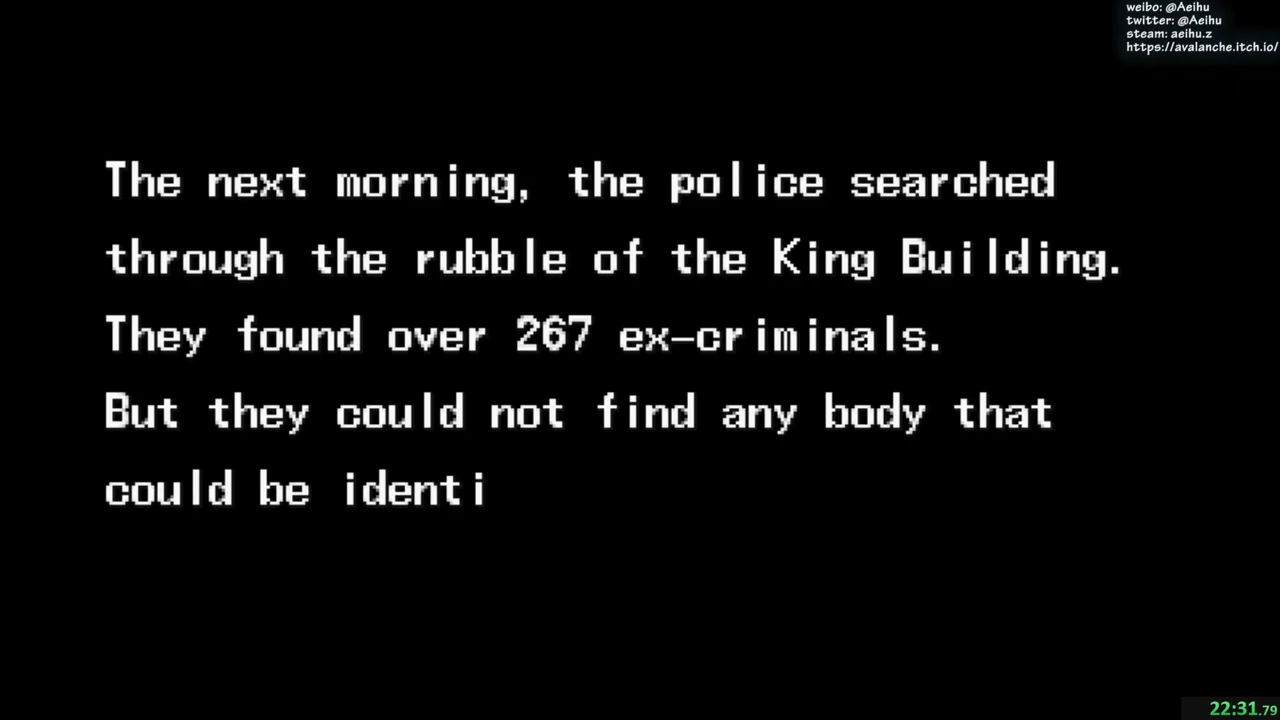 weibo: @Aeihu
twitter: @Aeihu
steam: aeihu.z
https://avalanche.itch.io/
The next morning, the police searched
through the rubble of the King Building.
They found over 267 ex-criminals.
But they could not find any body that
could be identi
22:31.79